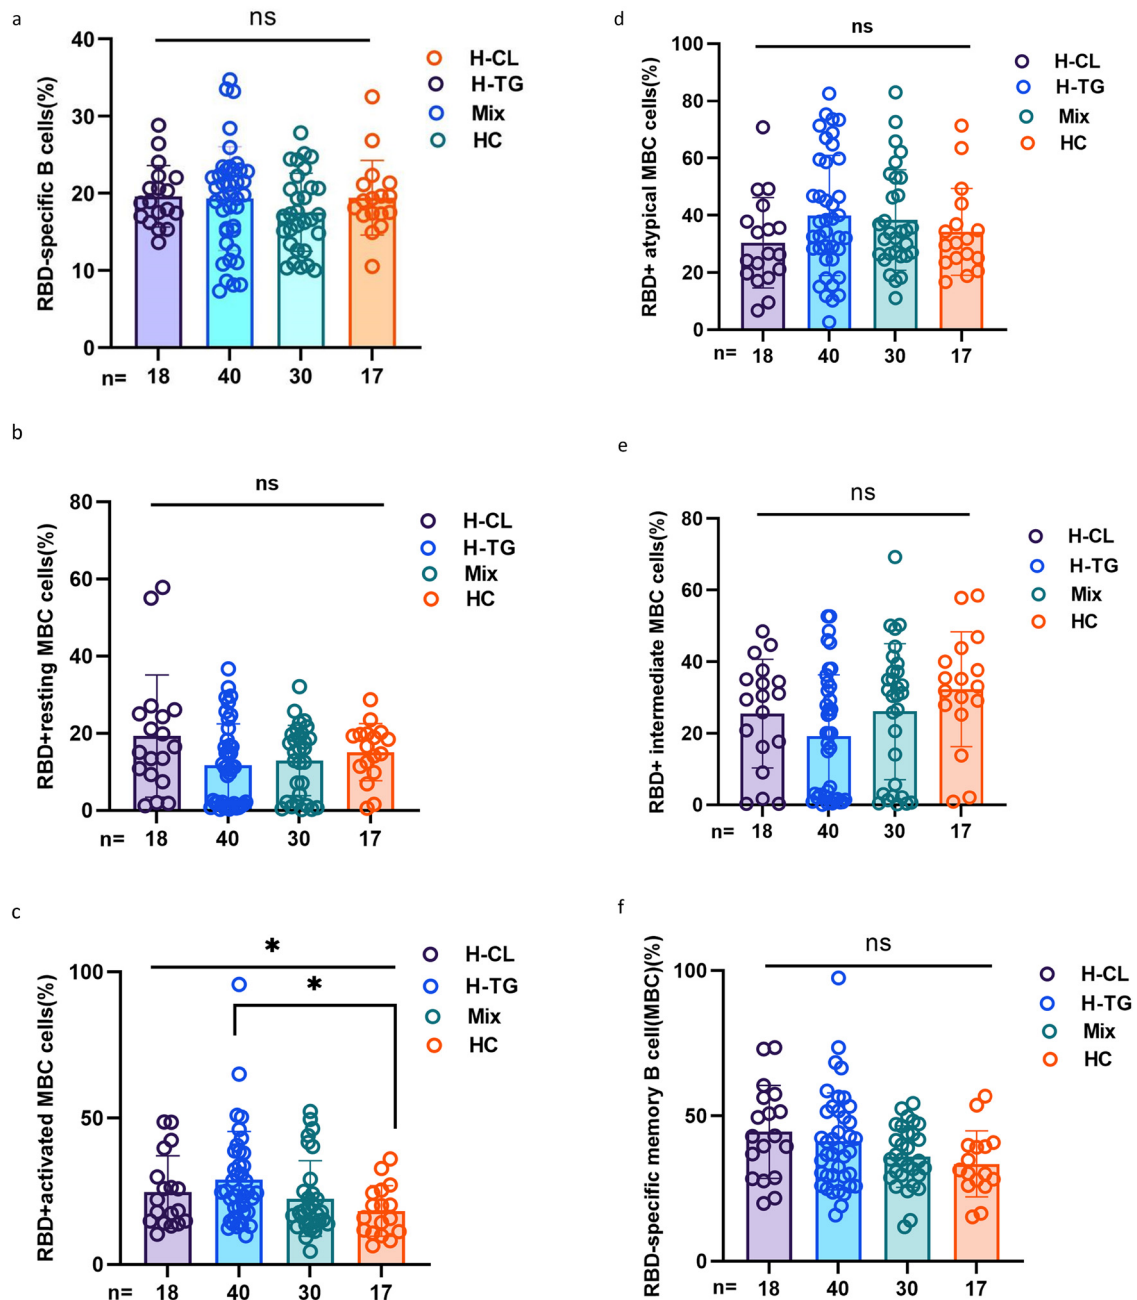 a
ns
RBD-specific B cells(%)
40
30
20
10
0
H-CL
H-TG
Mix
HC
n= 18 40 30 17
d
ns
RBD+ atypical MBC cells(%)
100
80
60
40
20
0
H-CL
H-TG
Mix
HC
n= 18 40 30 17
b
ns
RBD+resting MBC cells(%)
80
60
40
20
0
H-CL
H-TG
Mix
HC
n= 18 40 30 17
e
ns
RBD+ intermediate MBC cells(%)
80
60
40
20
0
H-CL
H-TG
Mix
HC
n= 18 40 30 17
c
*
*
RBD+activated MBC cells(%)
100
50
0
H-CL
H-TG
Mix
HC
n= 18 40 30 17
f
ns
RBD-specific memory B cell(MBC)(%)
100
50
0
H-CL
H-TG
Mix
HC
n= 18 40 30 17